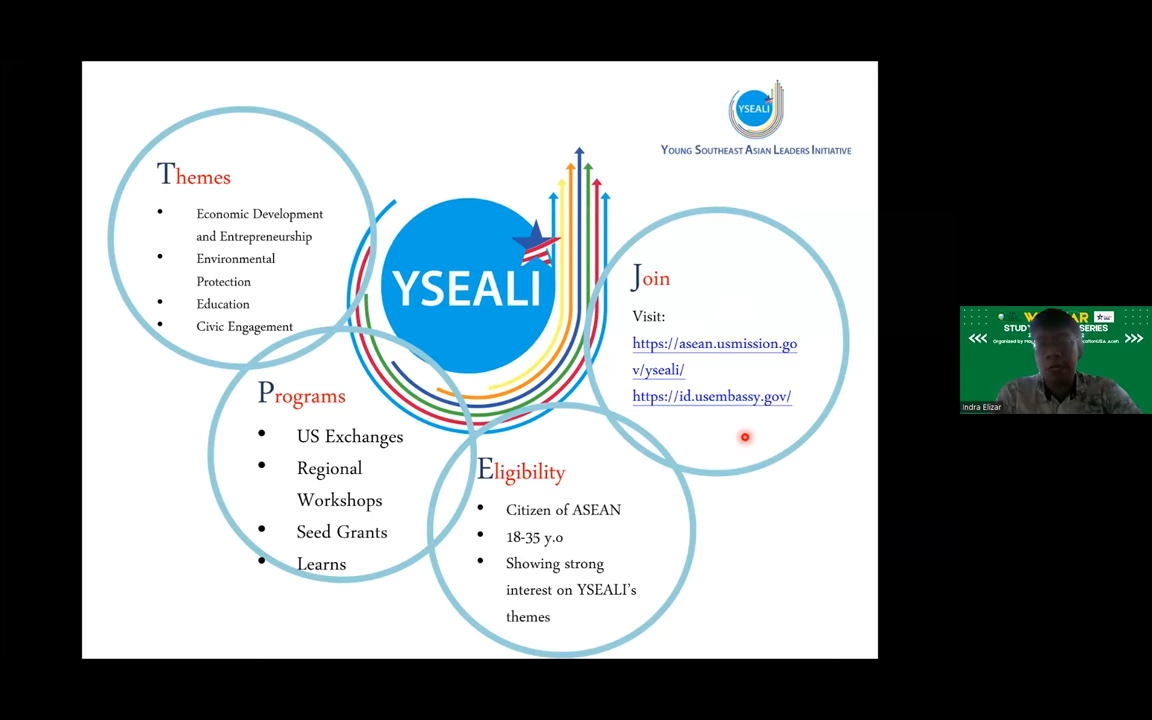 YSEALI
YOUNG SOUTHEAST ASIAN LEADERS INITIATIVE
Themes
• Economic Development
and Entrepreneurship
• Environmental
Protection
• Education
• Civic Engagement
YSEALI
Join
Visit:
https://asean.usmission.go
v/yseali/
https://id.usembassy.gov/
Programs
• US Exchanges
• Regional
Workshops
• Seed Grants
• Learns
Eligibility
• Citizen of ASEAN
• 18-35 y.o
• Showing strong
interest on YSEALI's
themes
Indra Elizar